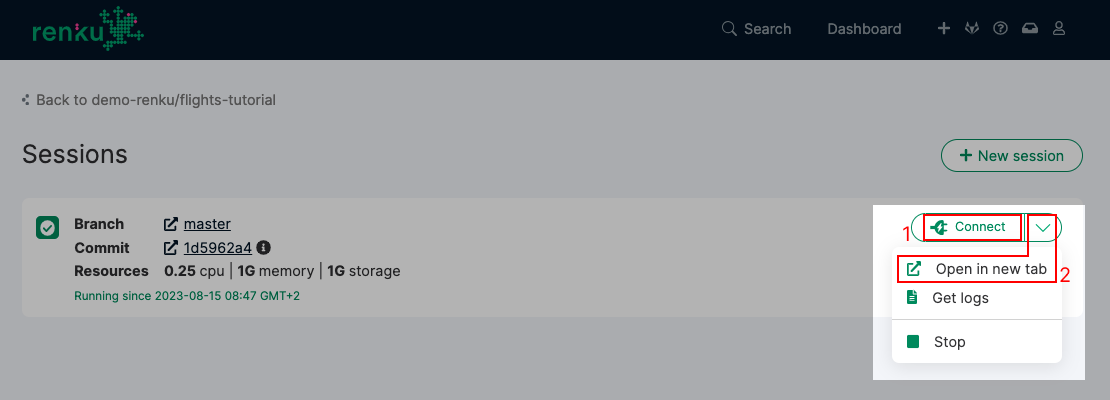 renku
Search Dashboard
Back to demo-renku/flights-tutorial
Sessions
New session
Branch master
Commit 1d5962a4
Resources 0.25 cpu | 1G memory | 1G storage
Running since 2023-08-15 08:47 GMT+2
1 Connect
Open in new tab 2
Get logs
Stop